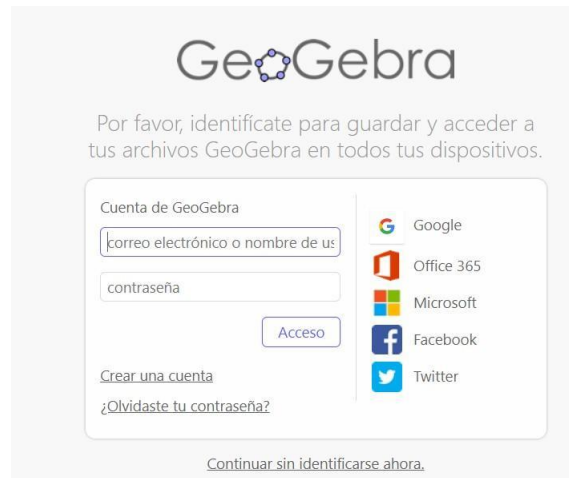 GeoGebra
Por favor, identifícate para guardar y acceder a
tus archivos GeoGebra en todos tus dispositivos.
Cuenta de GeoGebra
correo electrónico o nombre de us
contraseña
Acceso
Crear una cuenta
¿Olvidaste tu contraseña?
Google
Office 365
Microsoft
Facebook
Twitter
Continuar sin identificarse ahora.